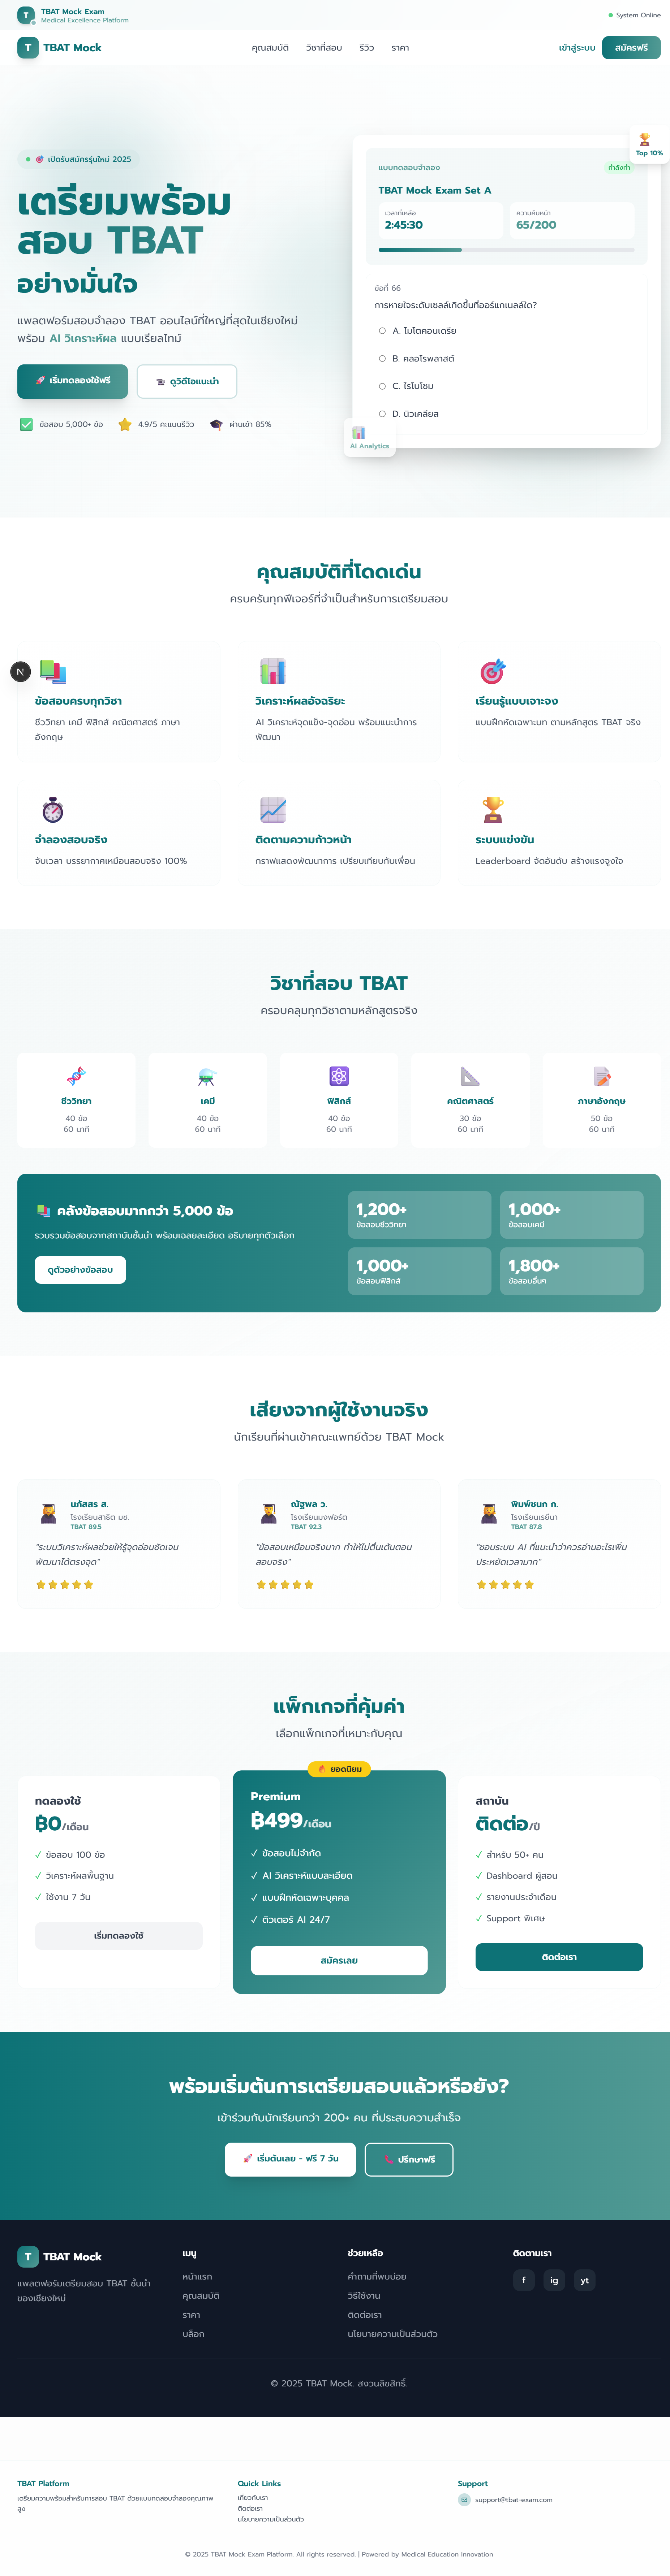 T
TBAT Mock Exam
Medical Excellence Platform
System Online
T TBAT Mock
คุณสมบัติ วิชาที่สอบ รีวิว ราคา
เข้าสู่ระบบ สมัครฟรี
เปิดรับสมัครรุ่นใหม่ 2025
เตรียมพร้อม
สอบ TBAT
อย่างมั่นใจ
แพลตฟอร์มสอบจำลอง TBAT ออนไลน์ที่ใหญ่ที่สุดในเชียงใหม่
พร้อม AI วิเคราะห์ผล แบบเรียลไทม์
🚀 เริ่มทดลองใช้ฟรี ดูวิดีโอแนะนำ
✅ ข้อสอบ 5,000+ ข้อ ⭐ 4.9/5 คะแนนรีวิว 🎓 ผ่านเข้า 85%
Top 10%
แบบทดสอบจำลอง กำลังทำ
TBAT Mock Exam Set A
เวลาที่เหลือ ความคืบหน้า
2:45:30 65/200
ข้อที่ 66
การหายใจระดับเซลล์เกิดขึ้นที่ออร์แกเนลล์ใด?
A. ไมโตคอนเดรีย
B. คลอโรพลาสต์
C. ไรโบโซม
D. นิวเคลียส
AI Analytics
คุณสมบัติที่โดดเด่น
ครบครันทุกฟีเจอร์ที่จำเป็นสำหรับการเตรียมสอบ
N
ข้อสอบครบทุกวิชา
ชีววิทยา เคมี ฟิสิกส์ คณิตศาสตร์ ภาษา
อังกฤษ
วิเคราะห์ผลอัจฉริยะ
AI วิเคราะห์จุดแข็ง-จุดอ่อน พร้อมแนะนำการ
พัฒนา
เรียนรู้แบบเจาะจง
แบบฝึกหัดเฉพาะบท ตามหลักสูตร TBAT จริง
จำลองสอบจริง
จับเวลา บรรยากาศเหมือนสอบจริง 100%
ติดตามความก้าวหน้า
กราฟแสดงพัฒนาการ เปรียบเทียบกับเพื่อน
ระบบแข่งขัน
Leaderboard จัดอันดับ สร้างแรงจูงใจ
วิชาที่สอบ TBAT
ครอบคลุมทุกวิชาตามหลักสูตรจริง
ชีววิทยา
40 ข้อ
60 นาที
เคมี
40 ข้อ
60 นาที
ฟิสิกส์
40 ข้อ
60 นาที
คณิตศาสตร์
30 ข้อ
60 นาที
ภาษาอังกฤษ
50 ข้อ
60 นาที
📚 คลังข้อสอบมากกว่า 5,000 ข้อ
รวบรวมข้อสอบจากสถาบันชั้นนำ พร้อมเฉลยละเอียด อธิบายทุกตัวเลือก
ดูตัวอย่างข้อสอบ
1,200+
ข้อสอบชีววิทยา
1,000+
ข้อสอบเคมี
1,000+
ข้อสอบฟิสิกส์
1,800+
ข้อสอบอื่นๆ
เสียงจากผู้ใช้งานจริง
นักเรียนที่ผ่านเข้าคณะแพทย์ด้วย TBAT Mock
นภัสสร ส.
โรงเรียนสาธิต มช.
TBAT 89.5
"ระบบวิเคราะห์ผลช่วยให้รู้จุดอ่อนชัดเจน
พัฒนาได้ตรงจุด"
ณัฐพล ว.
โรงเรียนมงฟอร์ต
TBAT 92.3
"ข้อสอบเหมือนจริงมาก ทำให้ไม่ตื่นเต้นตอน
สอบจริง"
พิมพ์ชนก ก.
โรงเรียนเรยีนา
TBAT 87.8
"ชอบระบบ AI ที่แนะนำว่าควรอ่านอะไรเพิ่ม
ประหยัดเวลามาก"
แพ็กเกจที่คุ้มค่า
เลือกแพ็กเกจที่เหมาะกับคุณ
ทดลองใช้
฿0/เดือน
✓ ข้อสอบ 100 ข้อ
✓ วิเคราะห์ผลพื้นฐาน
✓ ใช้งาน 7 วัน
เริ่มทดลองใช้
🔥 ยอดนิยม
Premium
฿499/เดือน
✓ ข้อสอบไม่จำกัด
✓ AI วิเคราะห์แบบละเอียด
✓ แบบฝึกหัดเฉพาะบุคคล
✓ ติวเตอร์ AI 24/7
สมัครเลย
สถาบัน
ติดต่อ/ปี
✓ สำหรับ 50+ คน
✓ Dashboard ผู้สอน
✓ รายงานประจำเดือน
✓ Support พิเศษ
ติดต่อเรา
พร้อมเริ่มต้นการเตรียมสอบแล้วหรือยัง?
เข้าร่วมกับนักเรียนกว่า 200+ คน ที่ประสบความสำเร็จ
🚀 เริ่มต้นเลย - ฟรี 7 วัน 📞 ปรึกษาฟรี
T TBAT Mock
แพลตฟอร์มเตรียมสอบ TBAT ชั้นนำ
ของเชียงใหม่
เมนู
หน้าแรก
คุณสมบัติ
ราคา
บล็อก
ช่วยเหลือ
คำถามที่พบบ่อย
วิธีใช้งาน
ติดต่อเรา
นโยบายความเป็นส่วนตัว
ติดตามเรา
f ig yt
© 2025 TBAT Mock. สงวนลิขสิทธิ์.
TBAT Platform
เตรียมความพร้อมสำหรับการสอบ TBAT ด้วยแบบทดสอบจำลองคุณภาพ
สูง
Quick Links
เกี่ยวกับเรา
ติดต่อเรา
นโยบายความเป็นส่วนตัว
Support
support@tbat-exam.com
© 2025 TBAT Mock Exam Platform. All rights reserved. | Powered by Medical Education Innovation